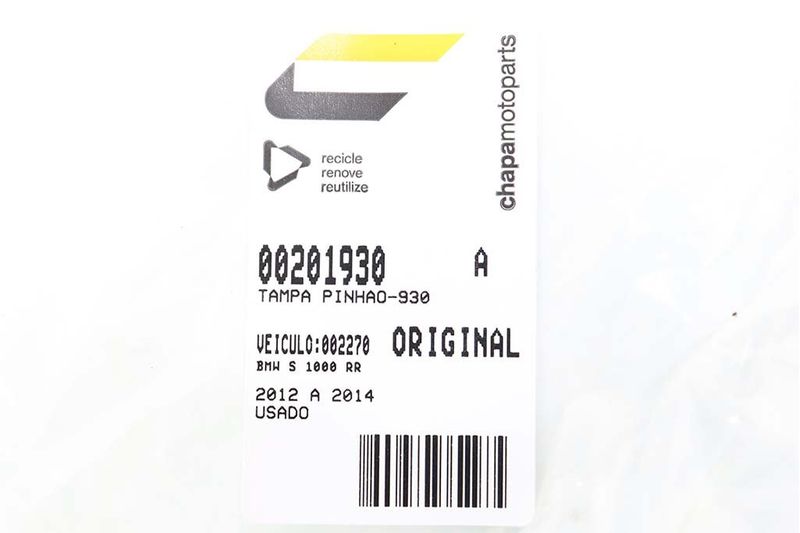 chapamotoparts
recicle
renove
reutilize
00201930 A
TAMPA PINHAO-930
VEICULO:002270 ORIGINAL
BMW S 1000 RR
2012 A 2014
USADO